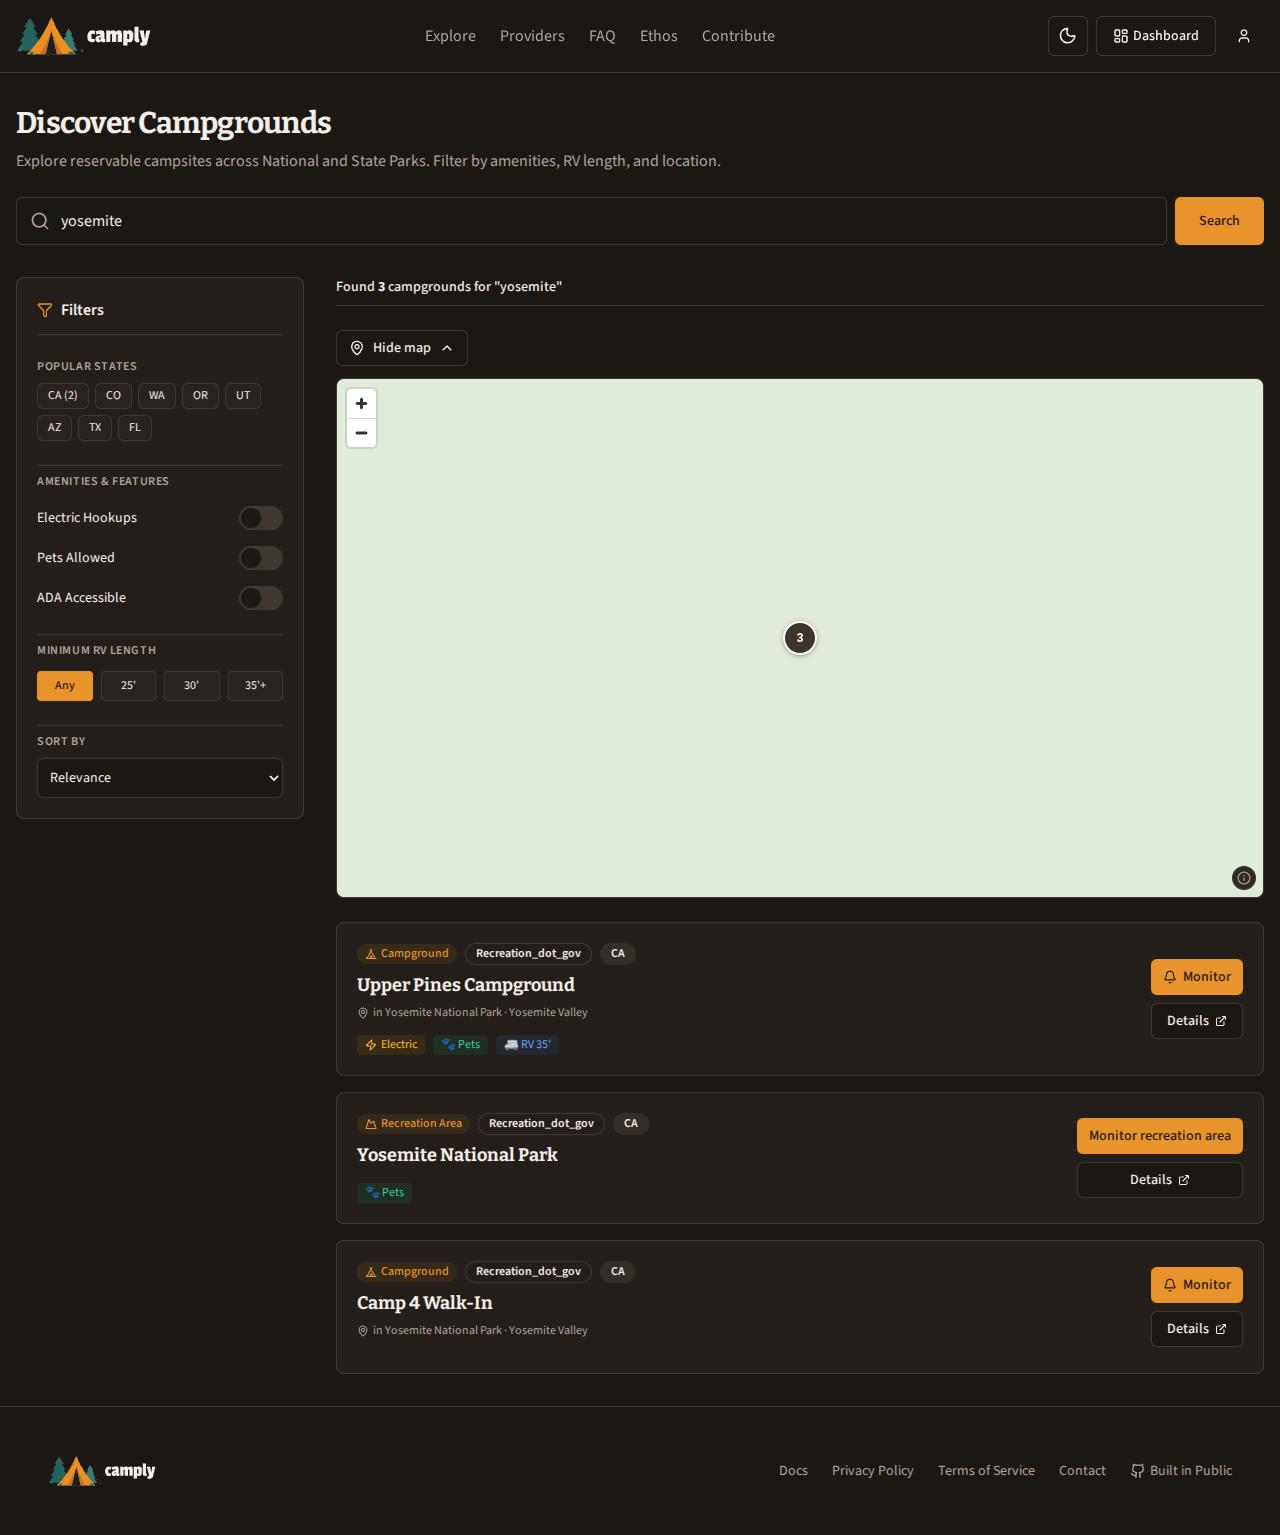 camply
Explore Providers FAQ Ethos Contribute
Dashboard
Discover Campgrounds
Explore reservable campsites across National and State Parks. Filter by amenities, RV length, and location.
yosemite
Search
Filters
POPULAR STATES
CA (2) CO WA OR UT
AZ TX FL
AMENITIES & FEATURES
Electric Hookups
Pets Allowed
ADA Accessible
MINIMUM RV LENGTH
Any 25' 30' 35'+
SORT BY
Relevance
Found 3 campgrounds for "yosemite"
Hide map
+
−
3
Campground Recreation_dot_gov CA
Upper Pines Campground
in Yosemite National Park · Yosemite Valley
Electric Pets RV 35'
Monitor
Details
Recreation Area Recreation_dot_gov CA
Yosemite National Park
Pets
Monitor recreation area
Details
Campground Recreation_dot_gov CA
Camp 4 Walk-In
in Yosemite National Park · Yosemite Valley
Monitor
Details
camply
Docs Privacy Policy Terms of Service Contact Built in Public